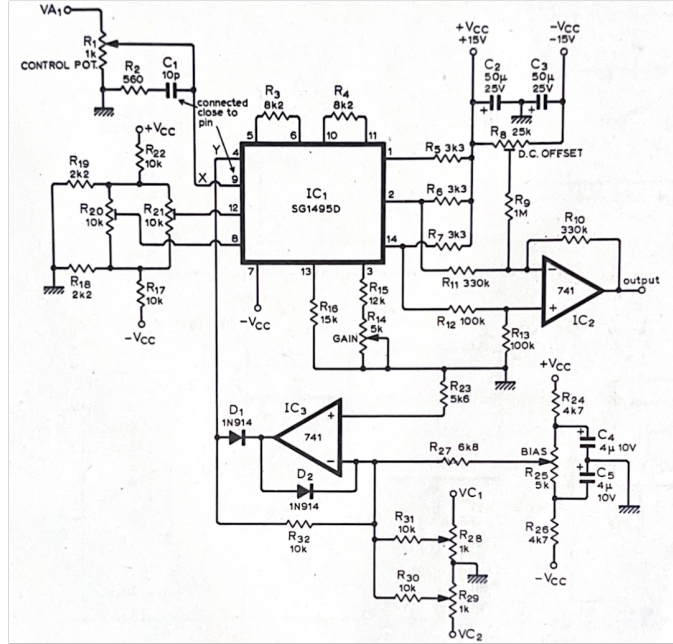 VA1
R1
1k
CONTROL POT.
R2
560
C1
10p
connected
close to
pin
R3
8k2
R4
8k2
+VCC
+15V
-VCC
-15V
C2
50µ
25V
+
C3
50µ
25V
+
R8 25k
D.C. OFFSET
+VCC
R22
10k
R19
2k2
R20
10k
R21
10k
R18
2k2
R17
10k
-VCC
Y
X
5
6
10
11
4
9
12
8
1
2
14
7
13
3
IC1
SG1495D
R5 3k3
R6 3k3
R7 3k3
R9
1M
R10
330k
R11 330k
R12 100k
R13
100k
-
+
741
IC2
output
-VCC
R16
15k
R15
12k
R14
5k
GAIN
R23
5k6
D1
1N914
IC3
741
+
-
D2
1N914
R32
10k
R27 6k8
+VCC
R24
4k7
BIAS
R25
5k
+
C4
4µ 10V
+
C5
4µ
10V
R26
4k7
-VCC
VC1
R31
10k
R28
1k
R30
10k
R29
1k
VC2